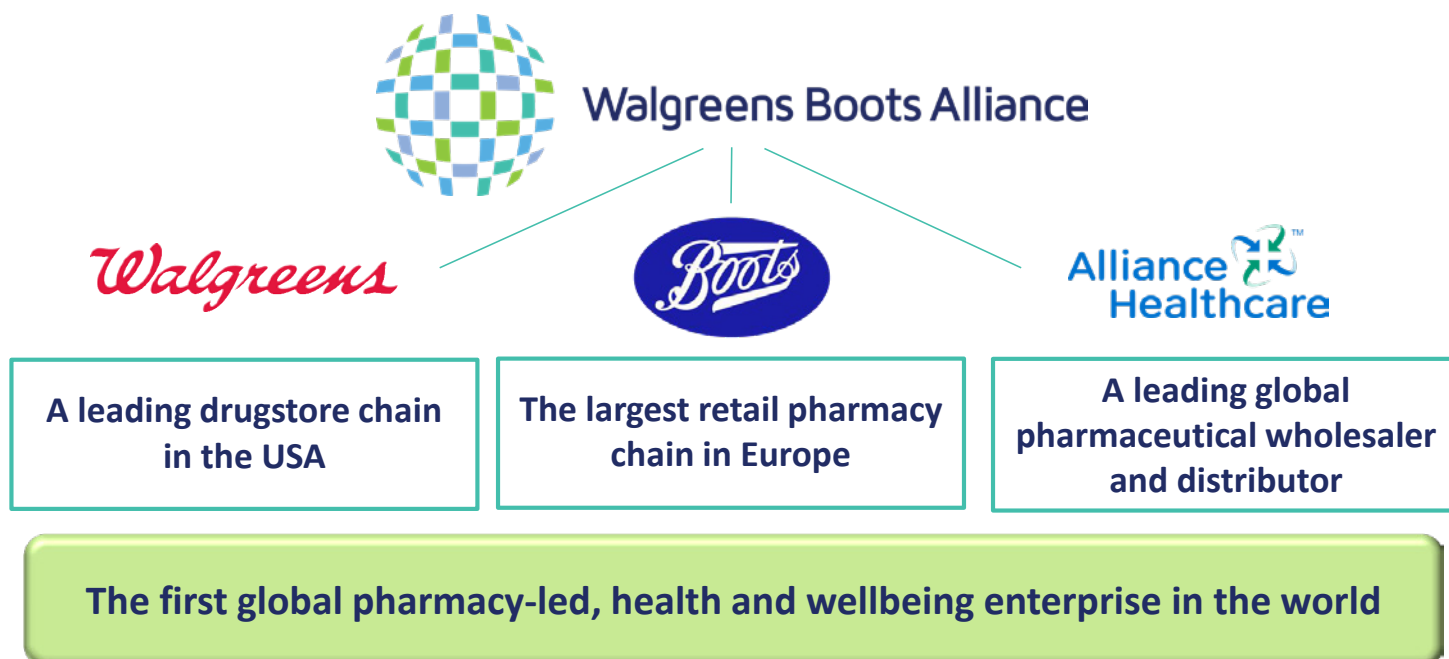 Walgreens Boots Alliance
Walgreens
Boots
Alliance
Healthcare
TM
A leading drugstore chain
in the USA
The largest retail pharmacy
chain in Europe
A leading global
pharmaceutical wholesaler
and distributor
The first global pharmacy-led, health and wellbeing enterprise in the world